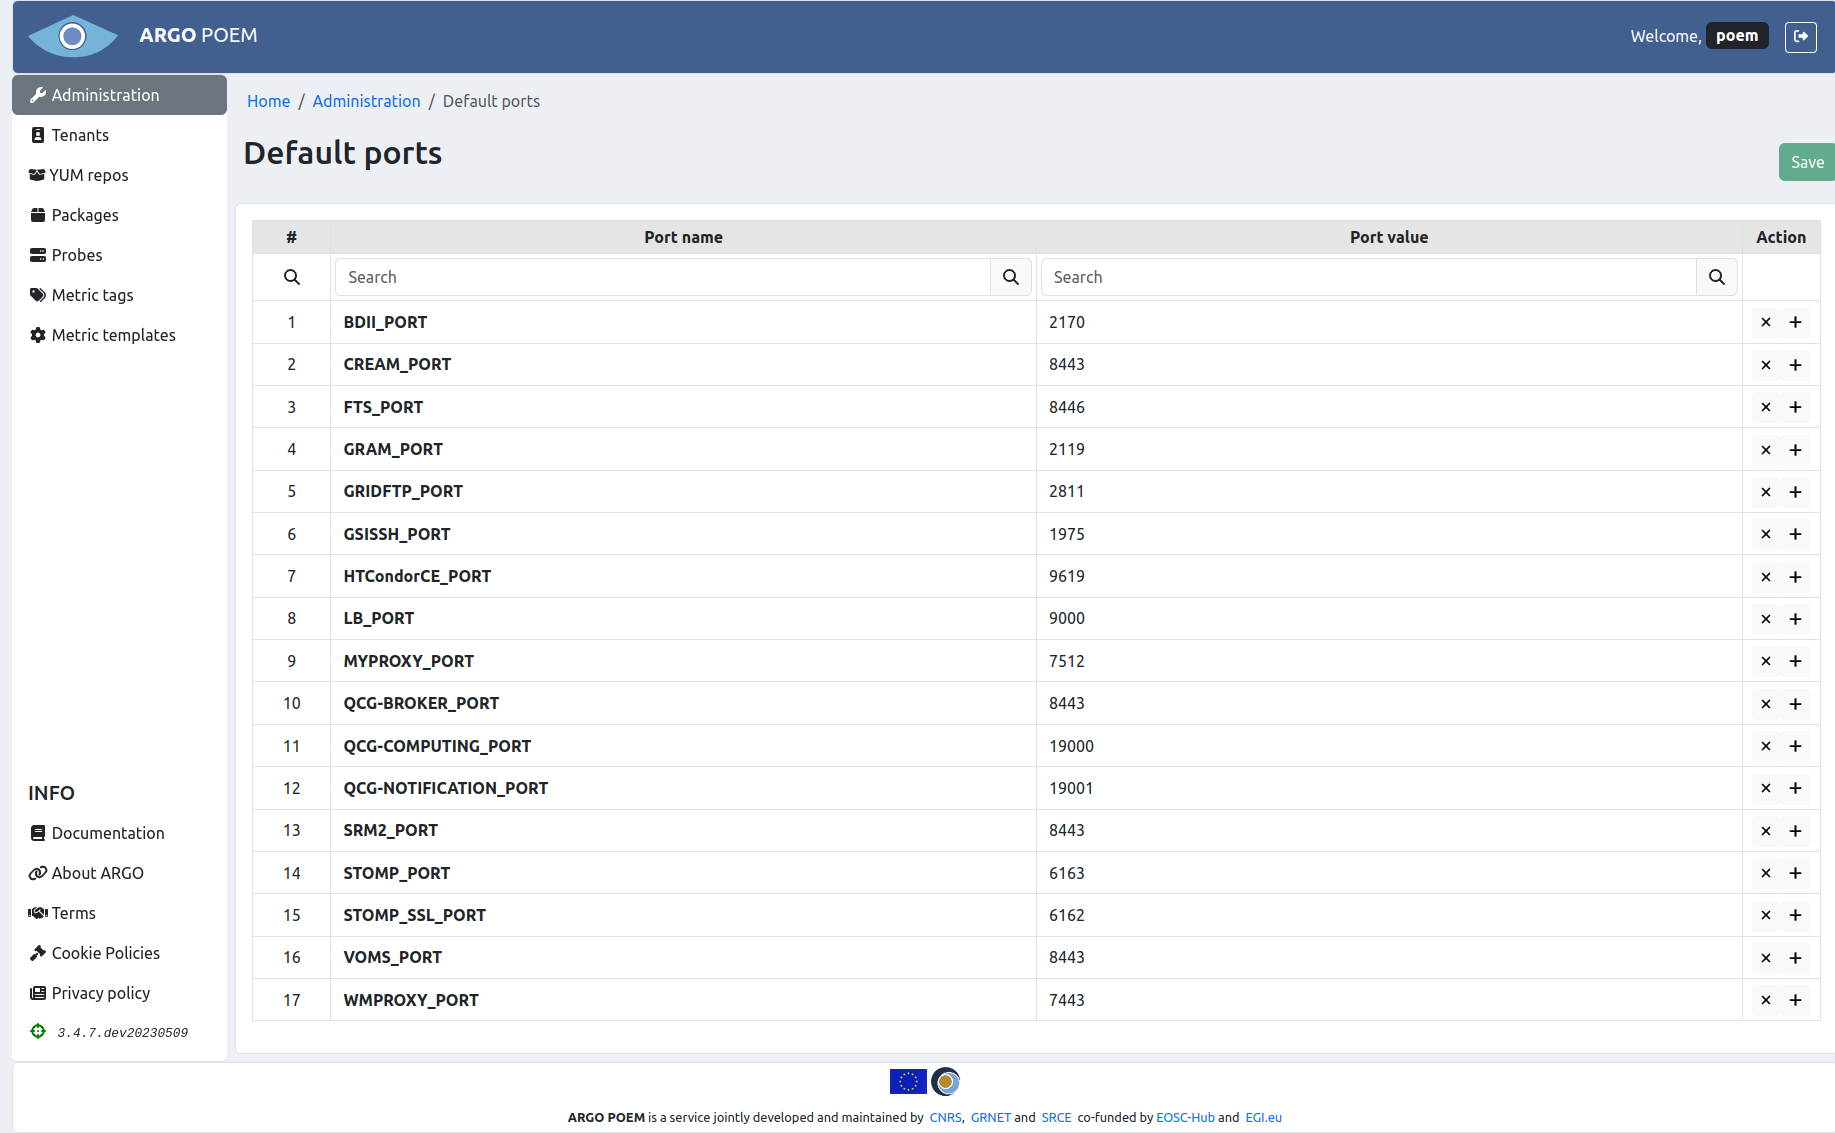 ARGO POEM
Welcome, poem
Administration
Tenants
YUM repos
Packages
Probes
Metric tags
Metric templates
INFO
Documentation
About ARGO
Terms
Cookie Policies
Privacy policy
3.4.7.dev20230509
Home / Administration / Default ports
Default ports
Save
# Port name Port value Action
Search Search
1 BDII_PORT 2170
2 CREAM_PORT 8443
3 FTS_PORT 8446
4 GRAM_PORT 2119
5 GRIDFTP_PORT 2811
6 GSISSH_PORT 1975
7 HTCondorCE_PORT 9619
8 LB_PORT 9000
9 MYPROXY_PORT 7512
10 QCG-BROKER_PORT 8443
11 QCG-COMPUTING_PORT 19000
12 QCG-NOTIFICATION_PORT 19001
13 SRM2_PORT 8443
14 STOMP_PORT 6163
15 STOMP_SSL_PORT 6162
16 VOMS_PORT 8443
17 WMPROXY_PORT 7443
ARGO POEM is a service jointly developed and maintained by CNRS, GRNET and SRCE co-funded by EOSC-Hub and EGI.eu